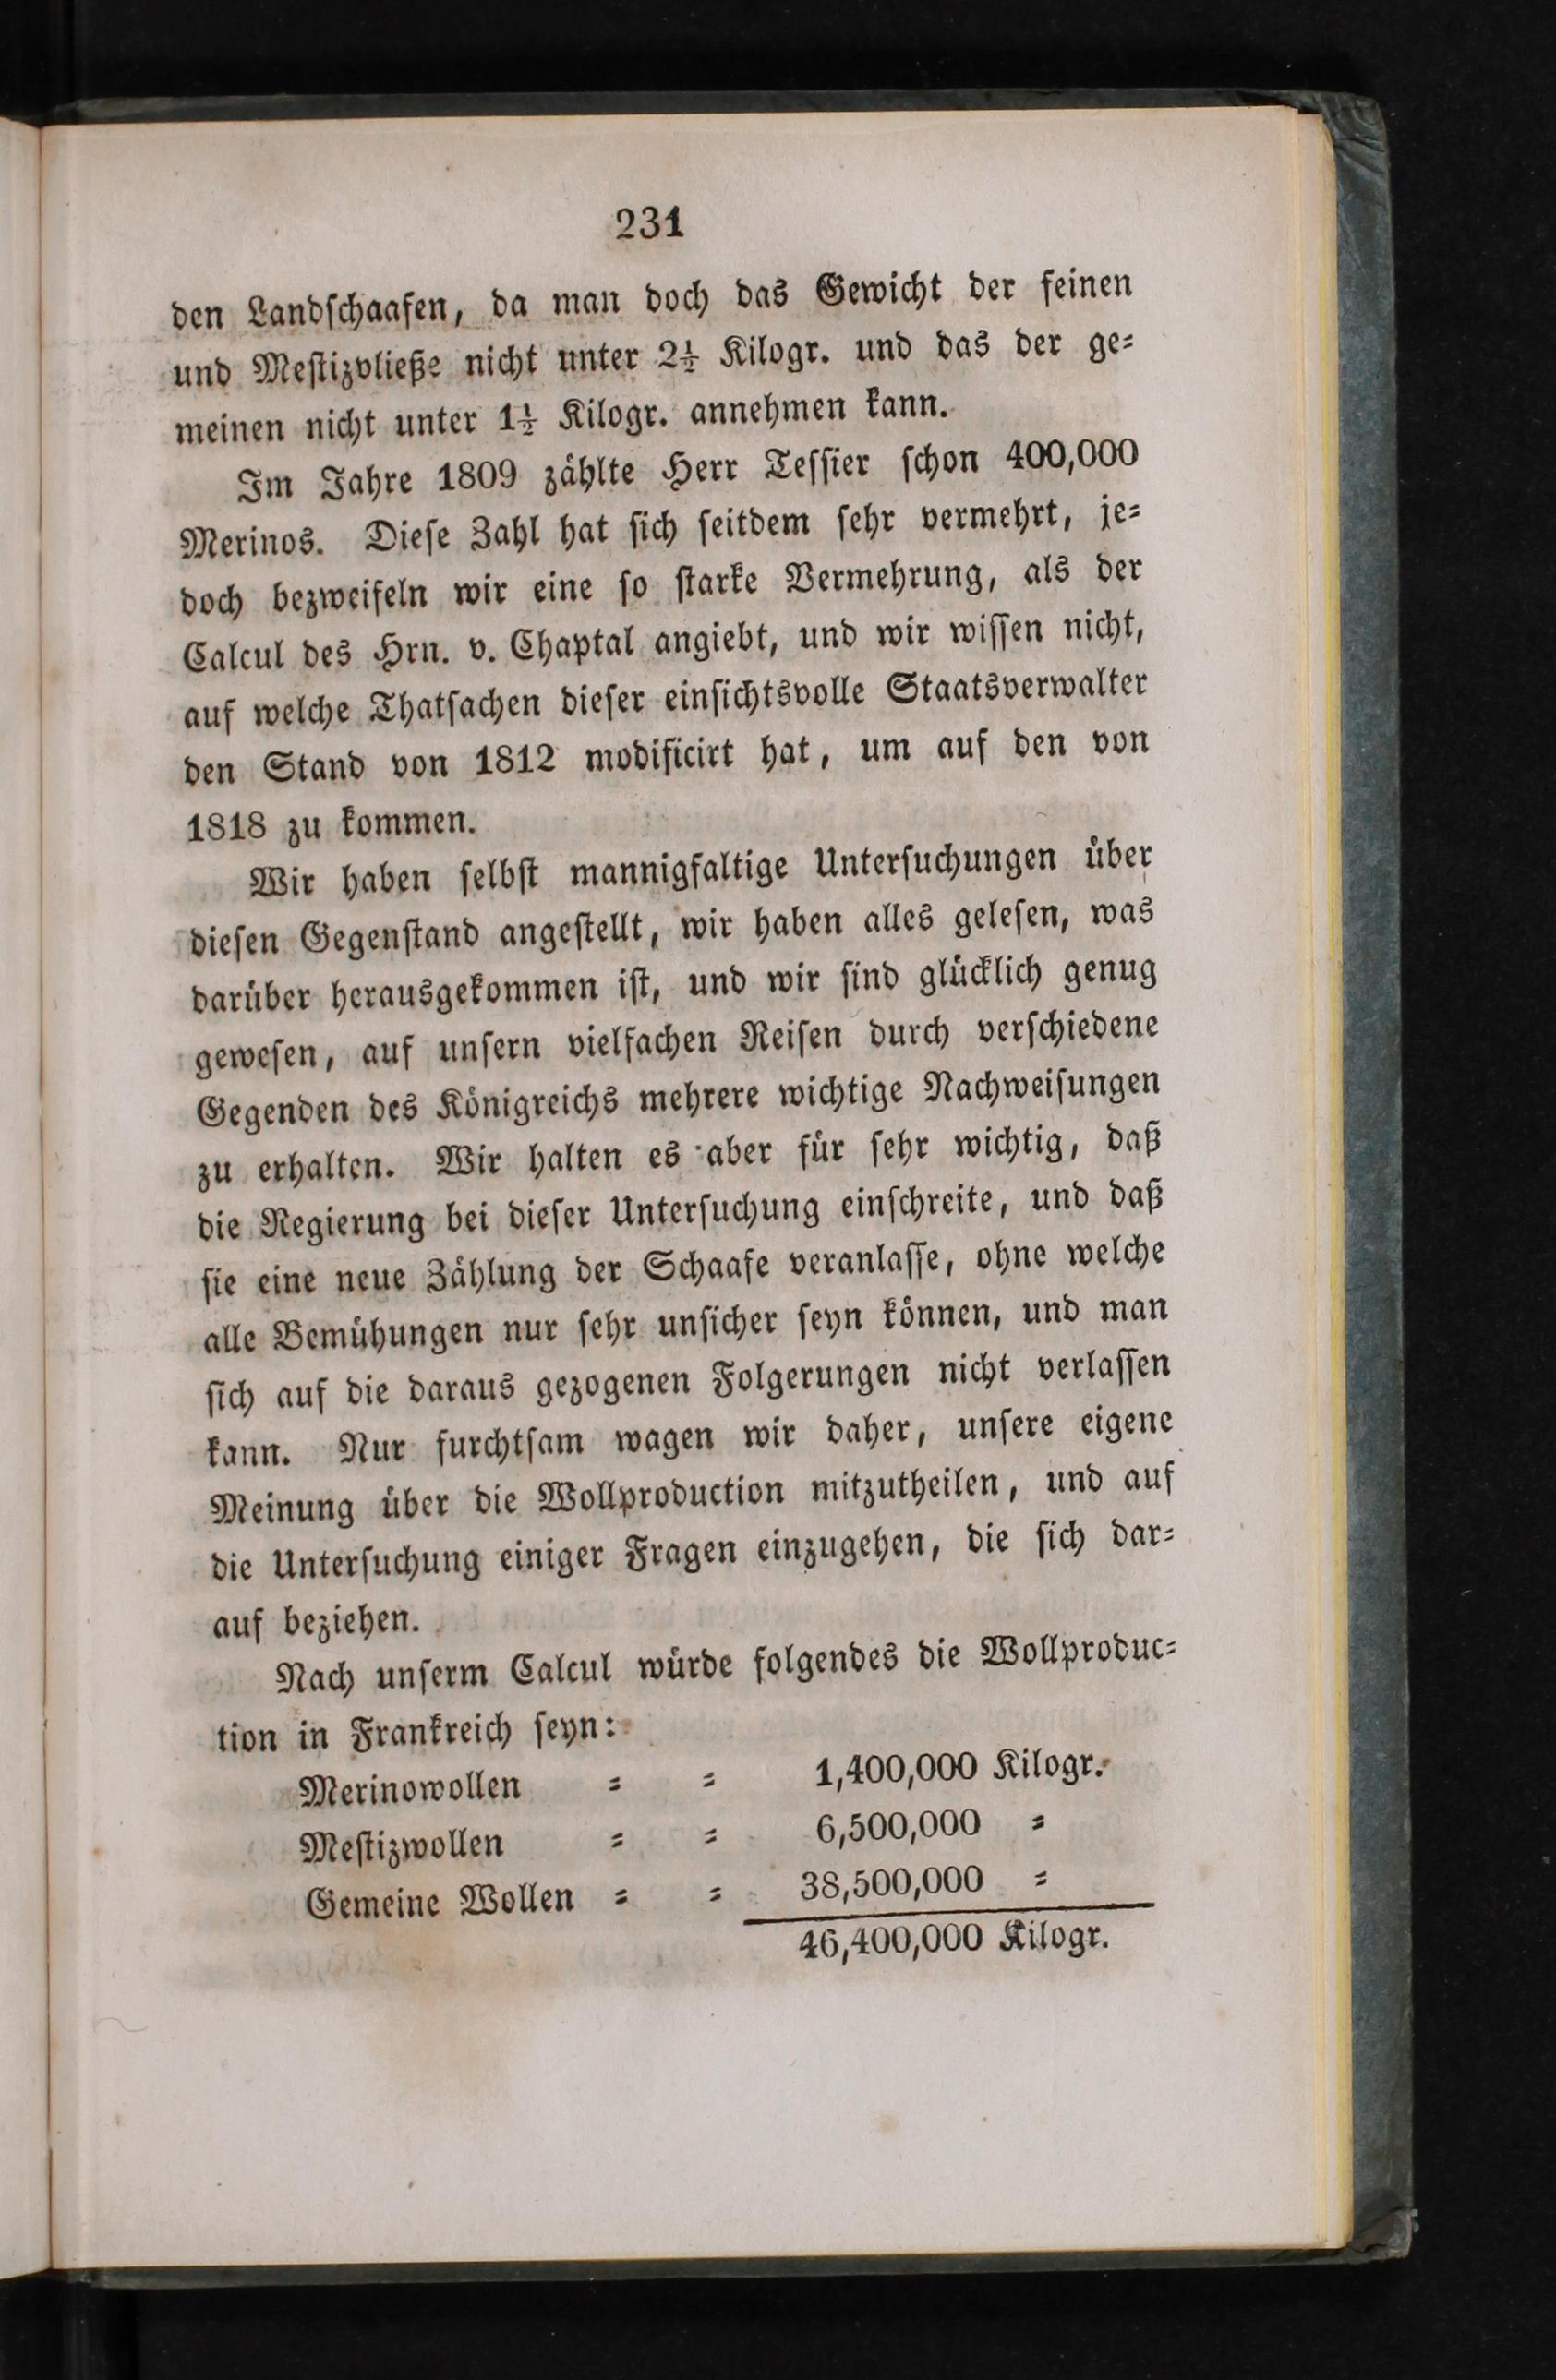 231
den Landſchaafen, da man doch das Gewicht der feinen
und Meſtizvließe nicht unter 2½ Kilogr. und das der ge⸗
meinen nicht unter 1½ Kilogr. annehmen kann.
Im Jahre 1809 zählte Herr Teſſier ſchon 400,000
Merinos. Dieſe Zahl hat ſich ſeitdem ſehr vermehrt, je⸗
doch bezweifeln wir eine ſo ſtarke Vermehrung, als der
Calcul des Hrn. v. Chaptal angiebt, und wir wiſſen nicht,
auf welche Thatſachen dieſer einſichtsvolle Staatsverwalter
den Stand von 1812 modificirt hat, um auf den von
1818 zu kommen.
Wir haben ſelbſt mannigfaltige Unterſuchungen über
dieſen Gegenſtand angeſtellt, wir haben alles geleſen, was
darüber herausgekommen iſt, und wir ſind glücklich genug
geweſen, auf unſern vielfachen Reiſen durch verſchiedene
Gegenden des Königreichs mehrere wichtige Nachweiſungen
zu erhalten. Wir halten es aber für ſehr wichtig, daß
die Regierung bei dieſer Unterſuchung einſchreite, und daß
ſie eine neue Zählung der Schaafe veranlaſſe, ohne welche
alle Bemühungen nur ſehr unſicher ſeyn können, und man
ſich auf die daraus gezogenen Folgerungen nicht verlaſſen
kann. Nur furchtſam wagen wir daher, unſere eigene
Meinung über die Wollproduction mitzutheilen, und auf
die Unterſuchung einiger Fragen einzugehen, die ſich dar⸗
auf beziehen.
Nach unſerm Calcul würde folgendes die Wollproduc⸗
tion in Frankreich ſeyn:
Merinowollen ⸗ ⸗ 1,400,000 Kilogr.
Meſtizwollen ⸗ ⸗ 6,500,000 ⸗
Gemeine Wollen ⸗ ⸗ 38,500,000 ⸗
46,400,000 Kilogr.